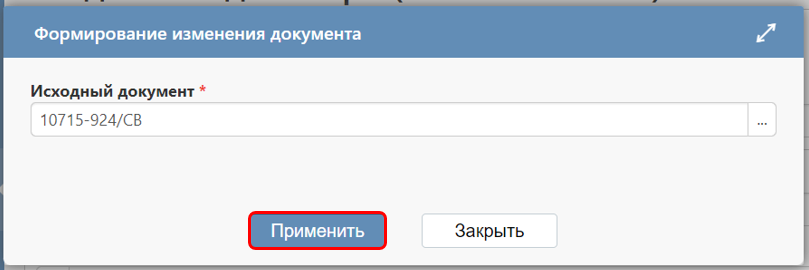 Формирование изменения документа
Исходный документ *
10715-924/СВ
...
Применить
Закрыть